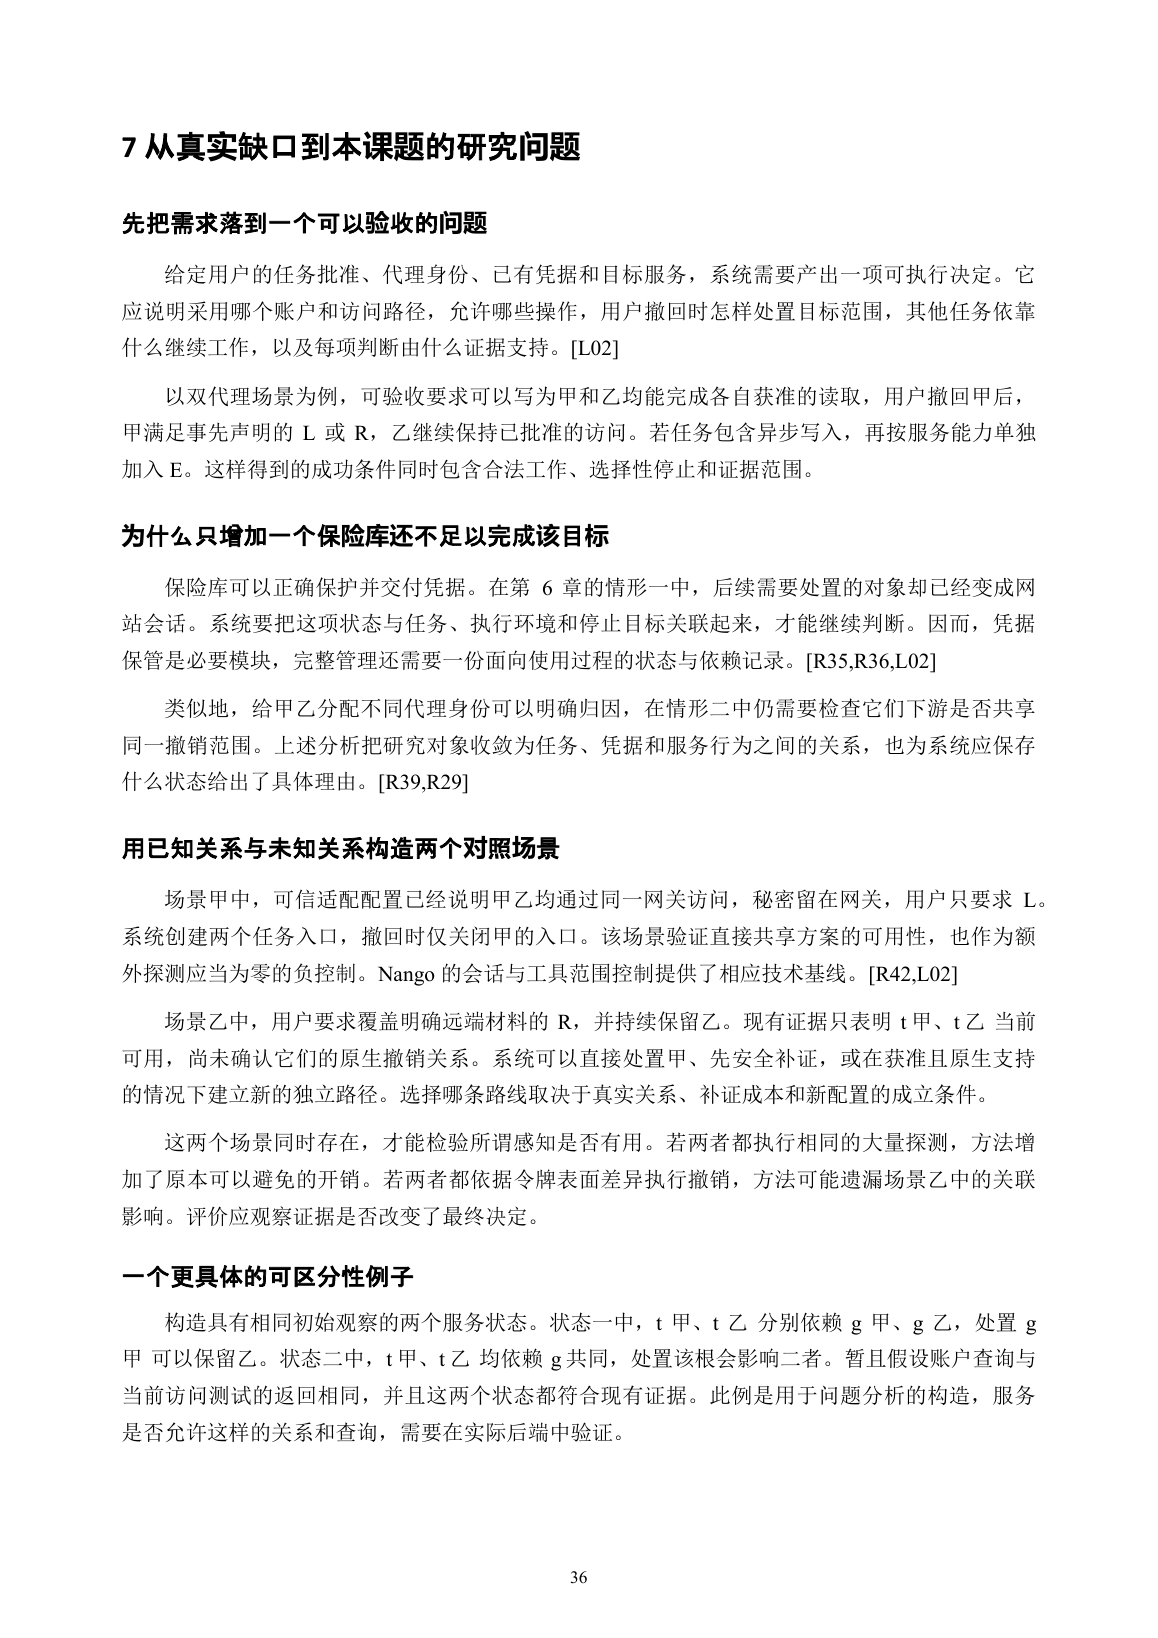 7 从真实缺口到本课题的研究问题
先把需求落到一个可以验收的问题
给定用户的任务批准、代理身份、已有凭据和目标服务，系统需要产出一项可执行决定。它
应说明采用哪个账户和访问路径，允许哪些操作，用户撤回时怎样处置目标范围，其他任务依靠
什么继续工作，以及每项判断由什么证据支持。[L02]
以双代理场景为例，可验收要求可以写为甲和乙均能完成各自获准的读取，用户撤回甲后，
甲满足事先声明的 L 或 R，乙继续保持已批准的访问。若任务包含异步写入，再按服务能力单独
加入 E。这样得到的成功条件同时包含合法工作、选择性停止和证据范围。
为什么只增加一个保险库还不足以完成该目标
保险库可以正确保护并交付凭据。在第 6 章的情形一中，后续需要处置的对象却已经变成网
站会话。系统要把这项状态与任务、执行环境和停止目标关联起来，才能继续判断。因而，凭据
保管是必要模块，完整管理还需要一份面向使用过程的状态与依赖记录。[R35,R36,L02]
类似地，给甲乙分配不同代理身份可以明确归因，在情形二中仍需要检查它们下游是否共享
同一撤销范围。上述分析把研究对象收敛为任务、凭据和服务行为之间的关系，也为系统应保存
什么状态给出了具体理由。[R39,R29]
用已知关系与未知关系构造两个对照场景
场景甲中，可信适配配置已经说明甲乙均通过同一网关访问，秘密留在网关，用户只要求 L。
系统创建两个任务入口，撤回时仅关闭甲的入口。该场景验证直接共享方案的可用性，也作为额
外探测应当为零的负控制。Nango 的会话与工具范围控制提供了相应技术基线。[R42,L02]
场景乙中，用户要求覆盖明确远端材料的 R，并持续保留乙。现有证据只表明 t 甲、t 乙 当前
可用，尚未确认它们的原生撤销关系。系统可以直接处置甲、先安全补证，或在获准且原生支持
的情况下建立新的独立路径。选择哪条路线取决于真实关系、补证成本和新配置的成立条件。
这两个场景同时存在，才能检验所谓感知是否有用。若两者都执行相同的大量探测，方法增
加了原本可以避免的开销。若两者都依据令牌表面差异执行撤销，方法可能遗漏场景乙中的关联
影响。评价应观察证据是否改变了最终决定。
一个更具体的可区分性例子
构造具有相同初始观察的两个服务状态。状态一中，t 甲、t 乙 分别依赖 g 甲、g 乙，处置 g
甲 可以保留乙。状态二中，t 甲、t 乙 均依赖 g 共同，处置该根会影响二者。暂且假设账户查询与
当前访问测试的返回相同，并且这两个状态都符合现有证据。此例是用于问题分析的构造，服务
是否允许这样的关系和查询，需要在实际后端中验证。
36